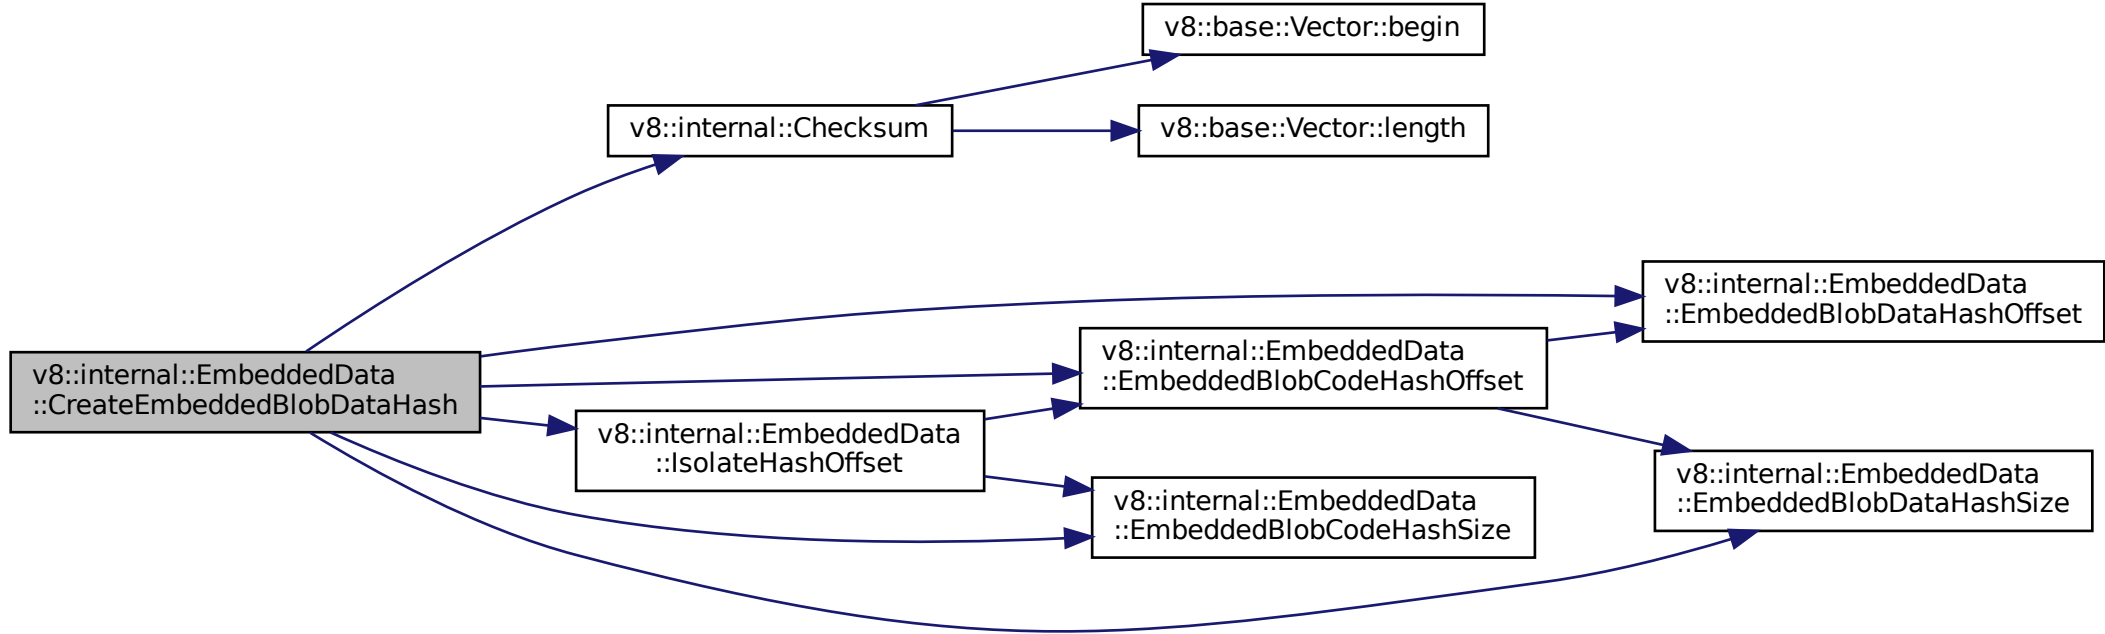 v8::base::Vector::begin
v8::internal::Checksum
v8::base::Vector::length
v8::internal::EmbeddedData
::EmbeddedBlobDataHashOffset
v8::internal::EmbeddedData
::EmbeddedBlobCodeHashOffset
v8::internal::EmbeddedData
::CreateEmbeddedBlobDataHash
v8::internal::EmbeddedData
::IsolateHashOffset
v8::internal::EmbeddedData
::EmbeddedBlobDataHashSize
v8::internal::EmbeddedData
::EmbeddedBlobCodeHashSize